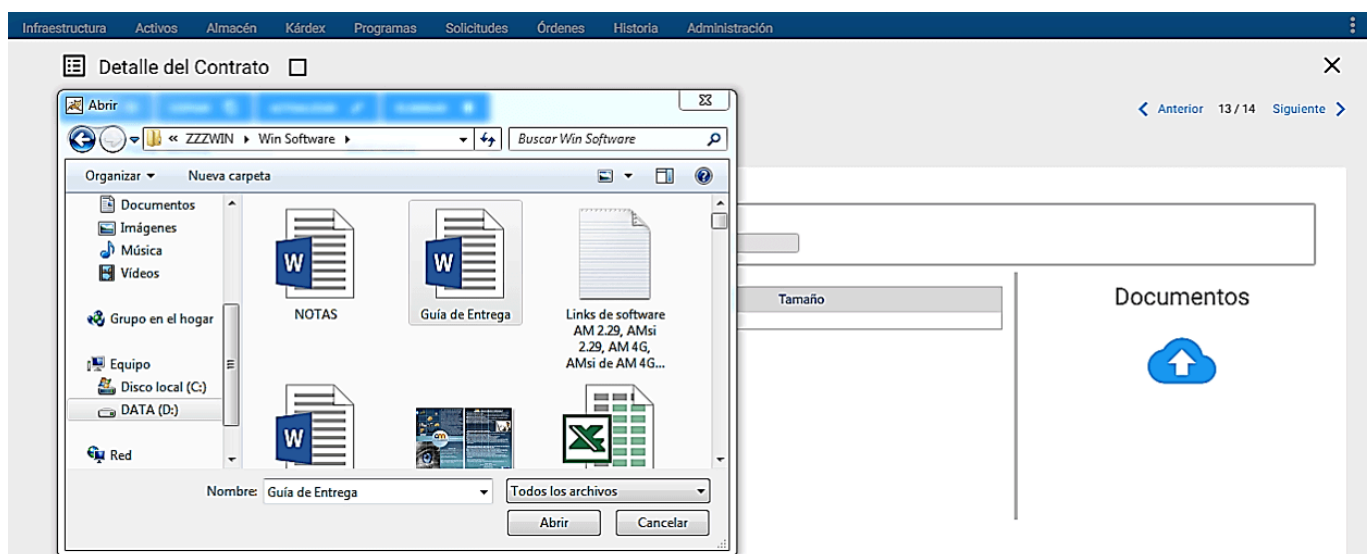 Infraestructura Activos Almacén Kárdex Programas Solicitudes Órdenes Historia Administración
Detalle del Contrato
Abrir
Anterior 13 / 14 Siguiente
« ZZZWIN Win Software
Buscar Win Software
Organizar Nueva carpeta
Documentos
Imágenes
Música
Vídeos
Grupo en el hogar
Equipo
Disco local (C:)
DATA (D:)
Red
NOTAS
Guía de Entrega
Links de software
AM 2.29, AMsi
2.29, AM 4G,
AMsi de AM 4G...
Nombre: Guía de Entrega
Todos los archivos
Abrir Cancelar
Tamaño
Documentos